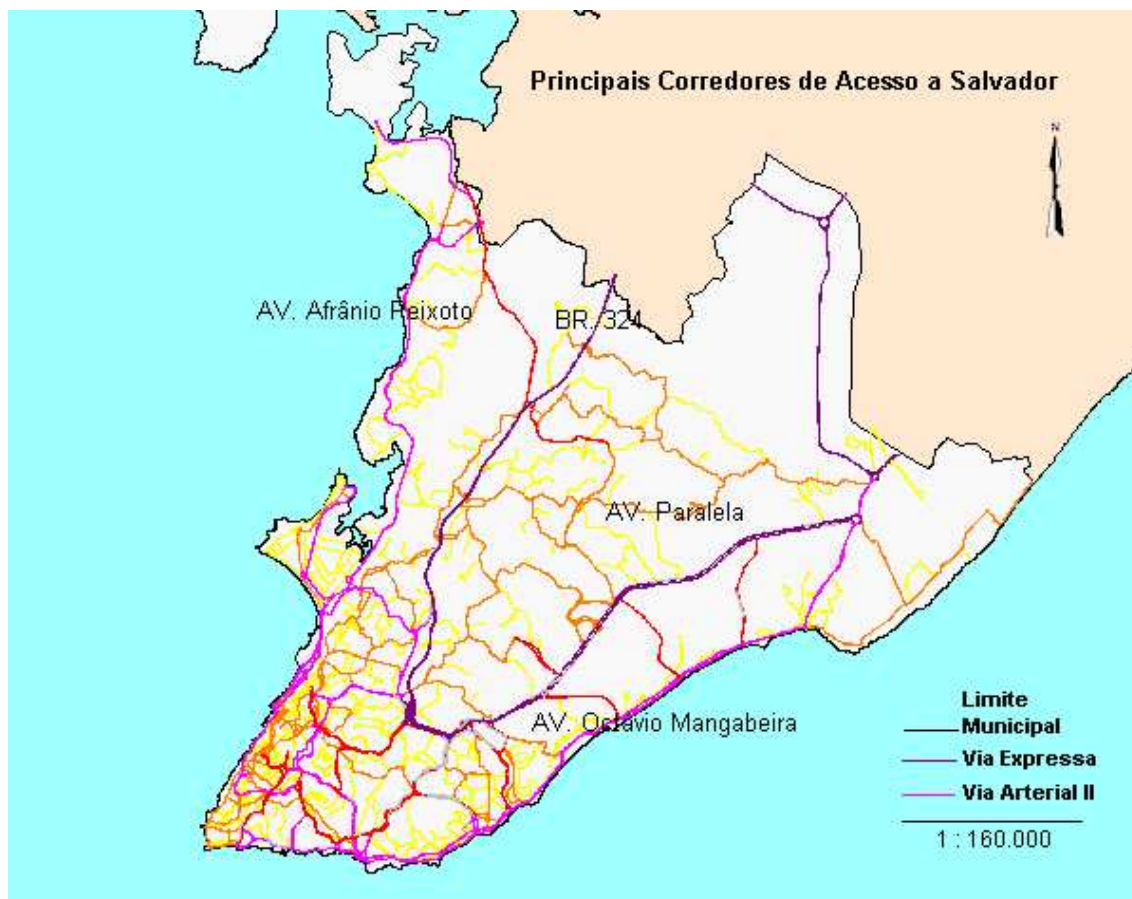 Principais Corredores de Acesso a Salvador
N
AV. Afrânio Peixoto
BR. 324
AV. Paralela
AV. Octávio Mangabeira
Limite
Municipal
Via Expressa
Via Arterial II
1 : 160.000